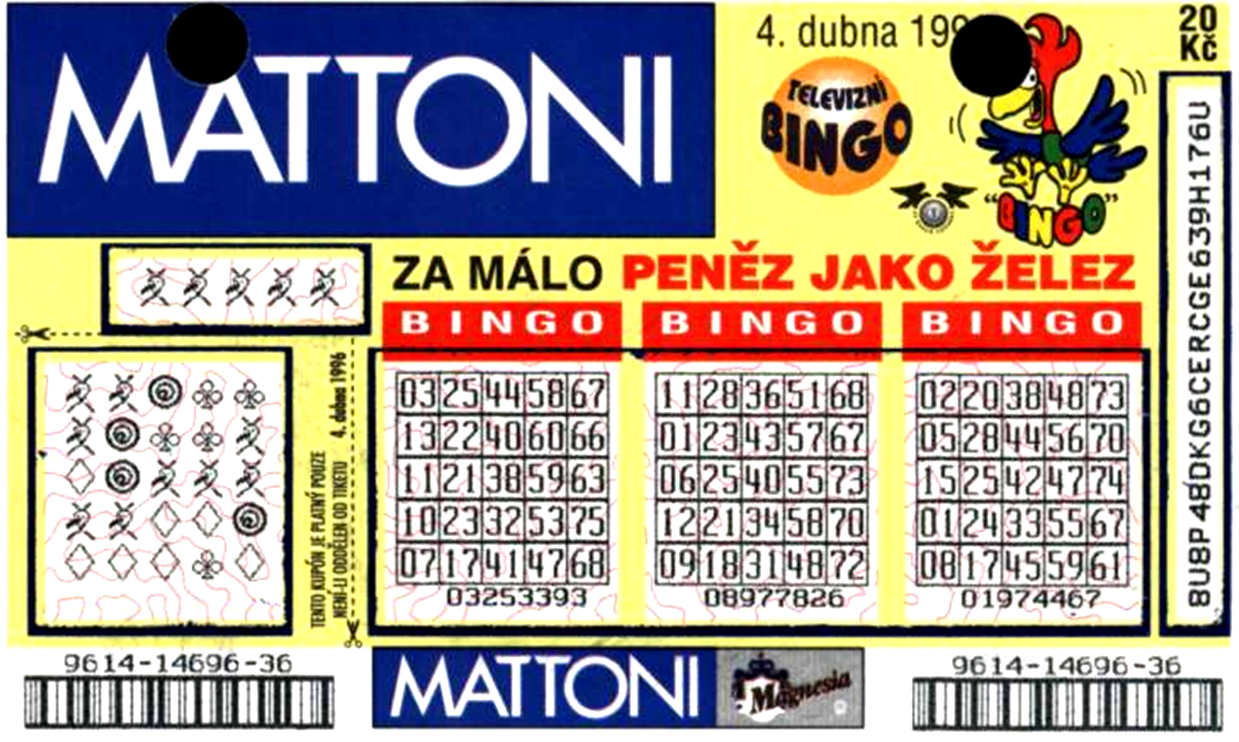 MATTONI
4. dubna 199
20
Kč
TELEVIZNÍ
BINGO
"BINGO"
8U8P48DKG6CERCGE639H176U
ZA MÁLO PENĚZ JAKO ŽELEZ
BINGO BINGO BINGO
03 25 44 58 67
13 22 40 60 66
11 21 38 59 63
10 23 32 53 75
07 17 41 47 68
03253393
11 28 36 51 68
01 23 43 57 67
06 25 40 55 73
12 21 34 58 70
09 18 31 48 72
08977826
02 20 38 48 73
05 28 44 56 70
15 25 42 47 74
01 24 33 55 67
08 17 45 59 61
01974467
TENTO KUPÓN JE PLATNÝ POUZE 4. dubna 1996
NENÍ-LI ODDĚLEN OD TIKETU
9614-14696-36
MATTONI
Magnesia
9614-14696-36